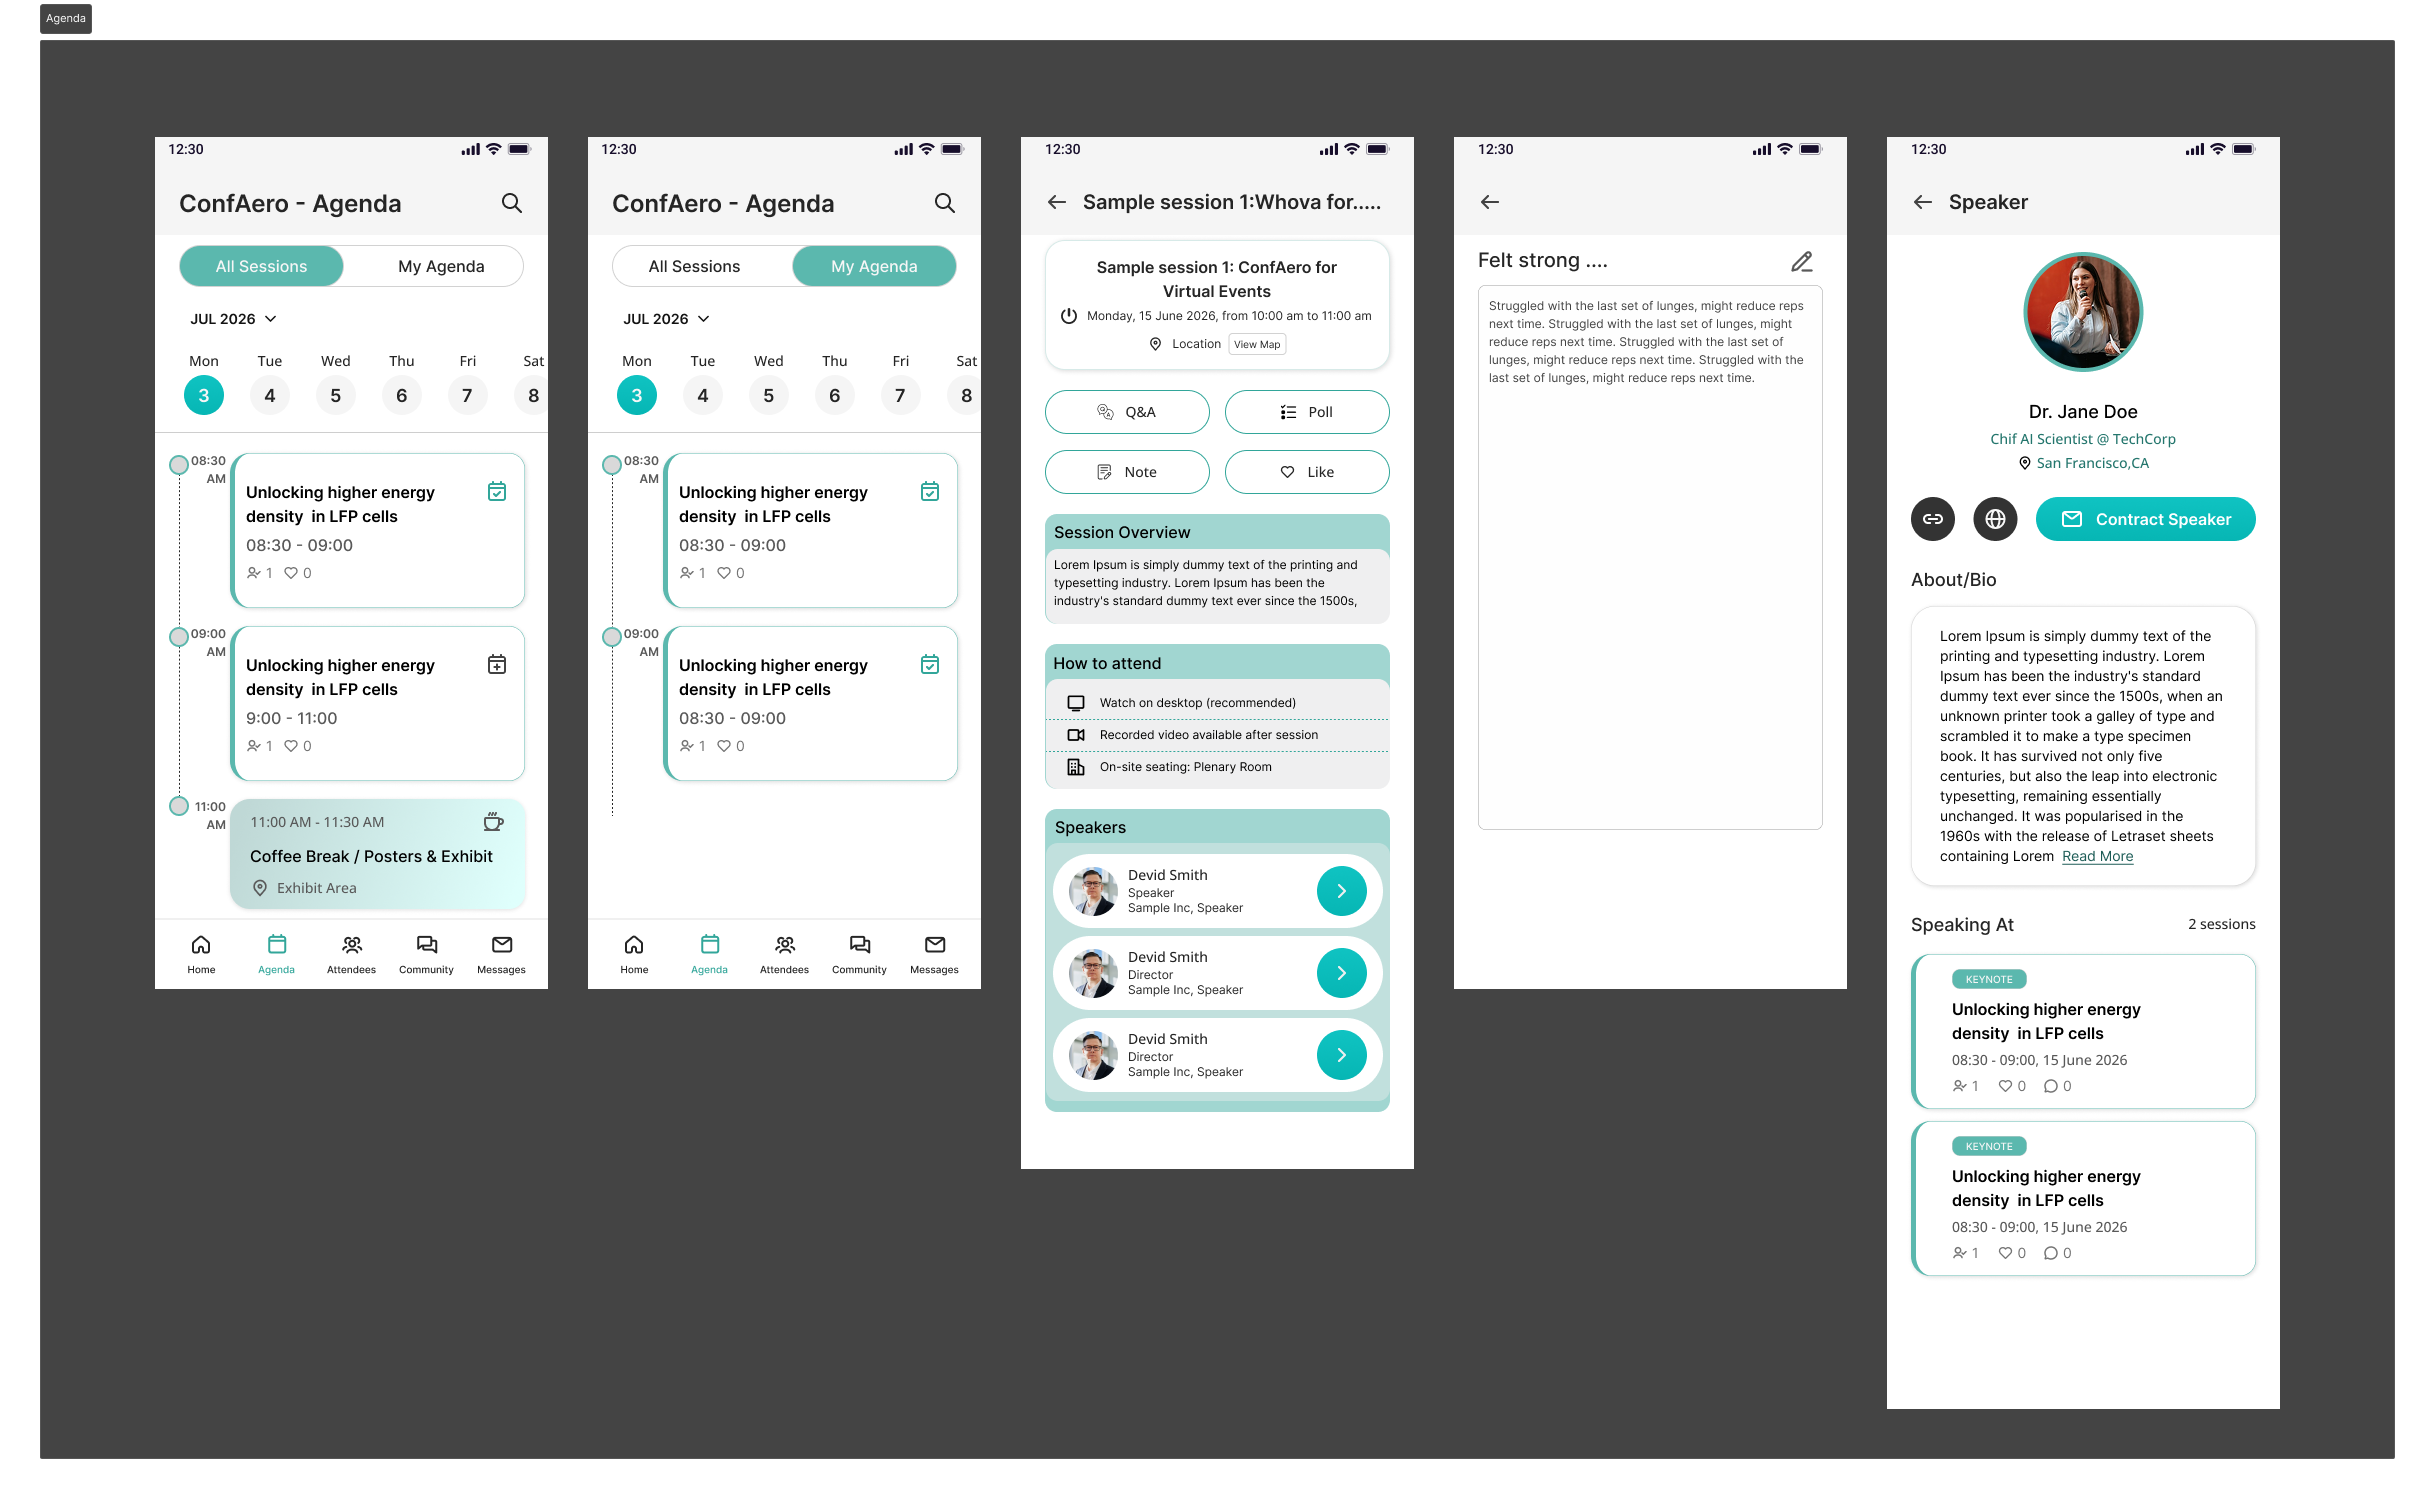 Agenda
12:30
ConfAero - Agenda
All Sessions
My Agenda
JUL 2026
Mon Tue Wed Thu Fri Sat
3 4 5 6 7 8
08:30
AM
Unlocking higher energy
density in LFP cells
08:30 - 09:00
1 0
09:00
AM
Unlocking higher energy
density in LFP cells
9:00 - 11:00
1 0
11:00
AM
11:00 AM - 11:30 AM
Coffee Break / Posters & Exhibit
Exhibit Area
Home Agenda Attendees Community Messages
12:30
ConfAero - Agenda
All Sessions
My Agenda
JUL 2026
Mon Tue Wed Thu Fri Sat
3 4 5 6 7 8
08:30
AM
Unlocking higher energy
density in LFP cells
08:30 - 09:00
1 0
09:00
AM
Unlocking higher energy
density in LFP cells
08:30 - 09:00
1 0
Home Agenda Attendees Community Messages
12:30
Sample session 1:Whova for.....
Sample session 1: ConfAero for
Virtual Events
Monday, 15 June 2026, from 10:00 am to 11:00 am
Location View Map
Q&A
Poll
Note
Like
Session Overview
Lorem Ipsum is simply dummy text of the printing and
typesetting industry. Lorem Ipsum has been the
industry's standard dummy text ever since the 1500s,
How to attend
Watch on desktop (recommended)
Recorded video available after session
On-site seating: Plenary Room
Speakers
Devid Smith
Speaker
Sample Inc, Speaker
Devid Smith
Director
Sample Inc, Speaker
Devid Smith
Director
Sample Inc, Speaker
12:30
Felt strong ....
Struggled with the last set of lunges, might reduce reps
next time. Struggled with the last set of lunges, might
reduce reps next time. Struggled with the last set of
lunges, might reduce reps next time. Struggled with the
last set of lunges, might reduce reps next time.
12:30
Speaker
Dr. Jane Doe
Chif AI Scientist @ TechCorp
San Francisco,CA
Contract Speaker
About/Bio
Lorem Ipsum is simply dummy text of the
printing and typesetting industry. Lorem
Ipsum has been the industry's standard
dummy text ever since the 1500s, when an
unknown printer took a galley of type and
scrambled it to make a type specimen
book. It has survived not only five
centuries, but also the leap into electronic
typesetting, remaining essentially
unchanged. It was popularised in the
1960s with the release of Letraset sheets
containing Lorem Read More
Speaking At
2 sessions
KEYNOTE
Unlocking higher energy
density in LFP cells
08:30 - 09:00, 15 June 2026
1 0 0
KEYNOTE
Unlocking higher energy
density in LFP cells
08:30 - 09:00, 15 June 2026
1 0 0